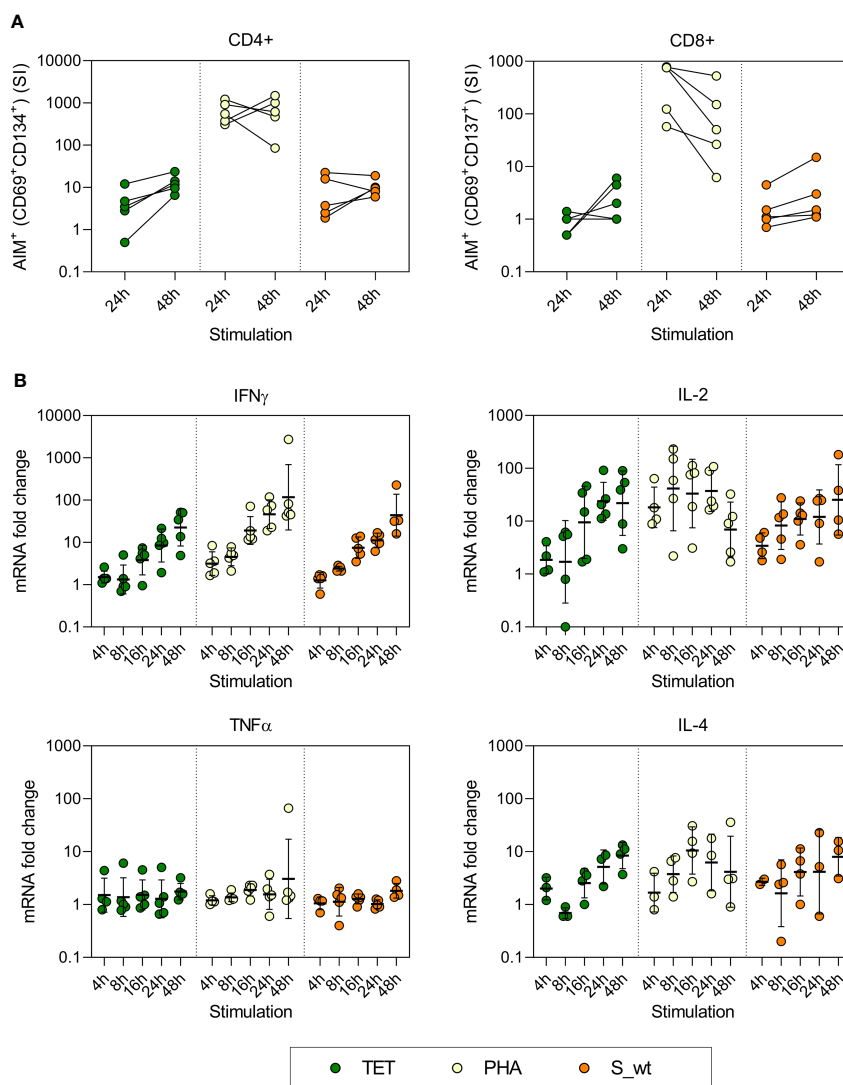 A
CD4+
CD8+
AIM⁺ (CD69⁺CD134⁺) (SI)
10000
1000
100
10
1
0.1
24h
48h
24h
48h
24h
48h
Stimulation
AIM⁺ (CD69⁺CD137⁺) (SI)
1000
100
10
1
0.1
24h
48h
24h
48h
24h
48h
Stimulation
B
IFNγ
IL-2
mRNA fold change
10000
1000
100
10
1
0.1
4h
8h
16h
24h
48h
4h
8h
16h
24h
48h
4h
8h
16h
24h
48h
Stimulation
mRNA fold change
1000
100
10
1
0.1
4h
8h
16h
24h
48h
4h
8h
16h
24h
48h
4h
8h
16h
24h
48h
Stimulation
TNFα
IL-4
mRNA fold change
1000
100
10
1
0.1
4h
8h
16h
24h
48h
4h
8h
16h
24h
48h
4h
8h
16h
24h
48h
Stimulation
mRNA fold change
1000
100
10
1
0.1
4h
8h
16h
24h
48h
4h
8h
16h
24h
48h
4h
8h
16h
24h
48h
Stimulation
TET PHA S_wt